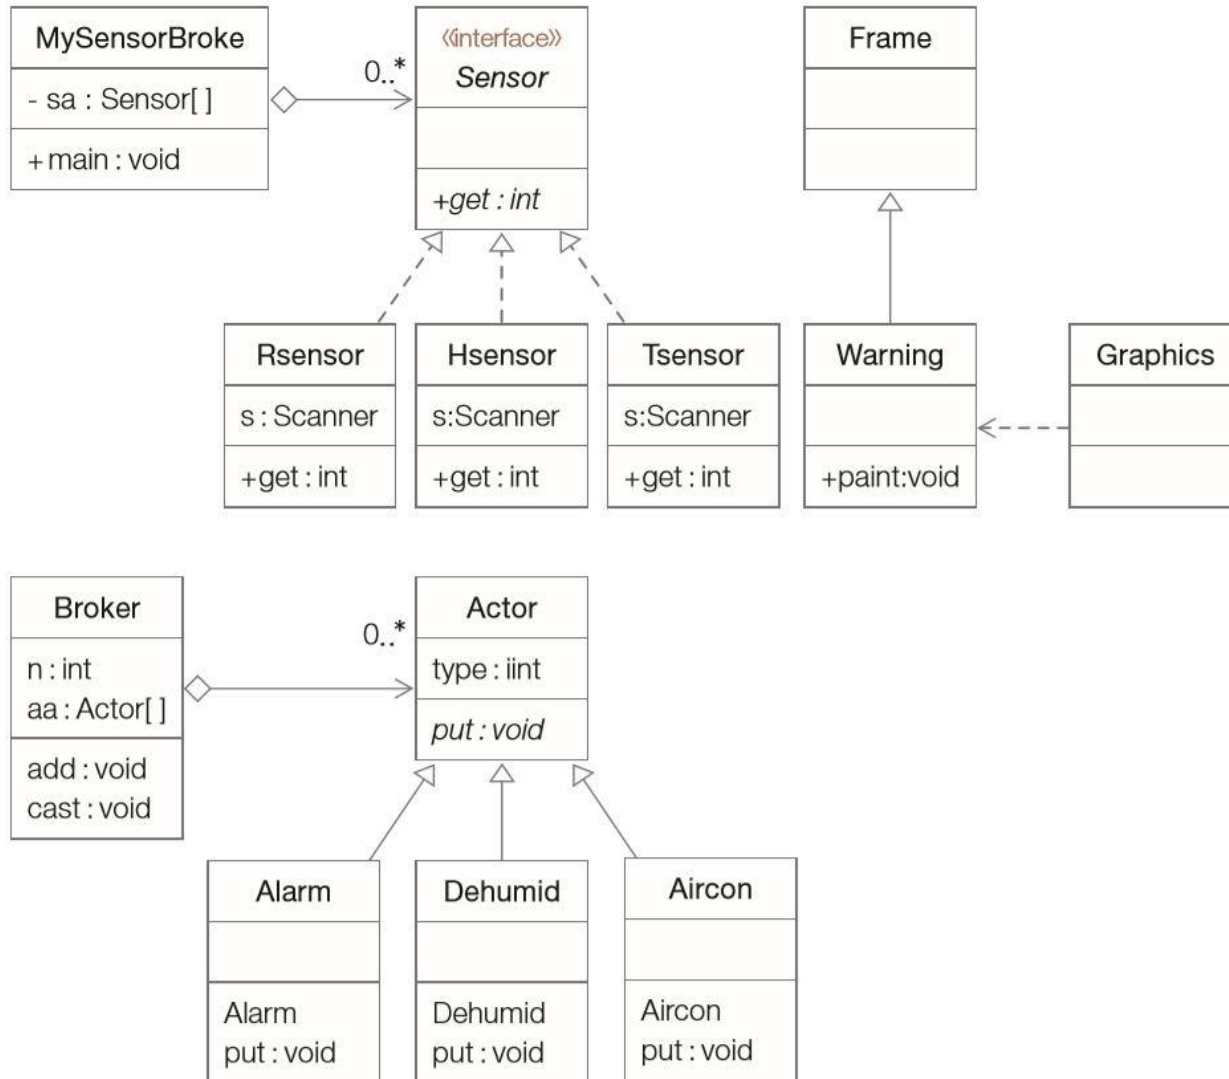 MySensorBroke
- sa : Sensor[ ]
+ main : void
0..*
«interface»
Sensor
+get : int
Frame
Rsensor
s : Scanner
+get : int
Hsensor
s:Scanner
+get : int
Tsensor
s:Scanner
+get : int
Warning
+paint:void
Graphics
Broker
n : int
aa : Actor[ ]
add : void
cast : void
0..*
Actor
type : iint
put : void
Alarm
Alarm
put : void
Dehumid
Dehumid
put : void
Aircon
Aircon
put : void